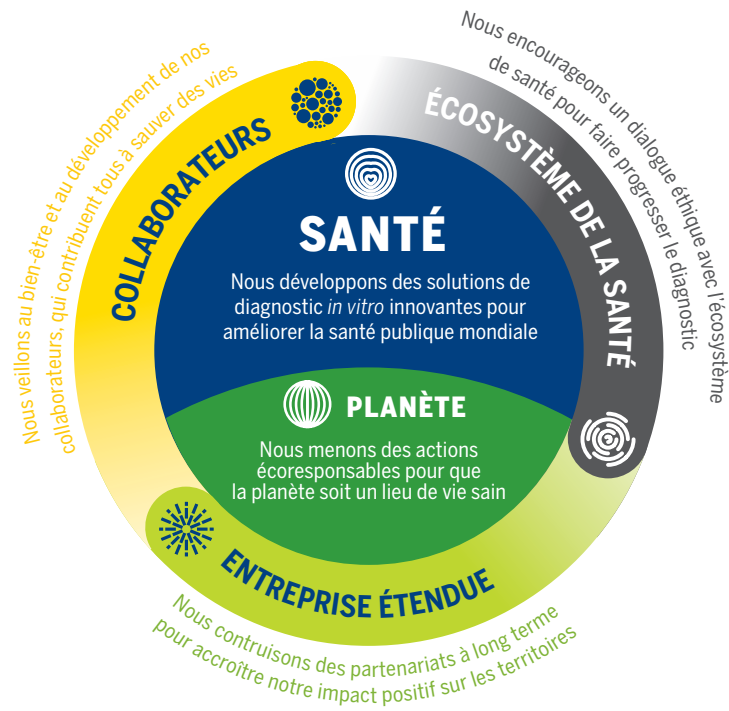 Nous veillons au bien-être et au développement de nos
collaborateurs, qui contribuent tous à sauver des vies
COLLABORATEURS
Nous encourageons un dialogue éthique avec l'écosystème
de santé pour faire progresser le diagnostic
ÉCOSYSTÈME DE LA SANTÉ
SANTÉ
Nous développons des solutions de
diagnostic in vitro innovantes pour
améliorer la santé publique mondiale
PLANÈTE
Nous menons des actions
écoresponsables pour que
la planète soit un lieu de vie sain
ENTREPRISE ÉTENDUE
Nous contruisons des partenariats à long terme
pour accroître notre impact positif sur les territoires